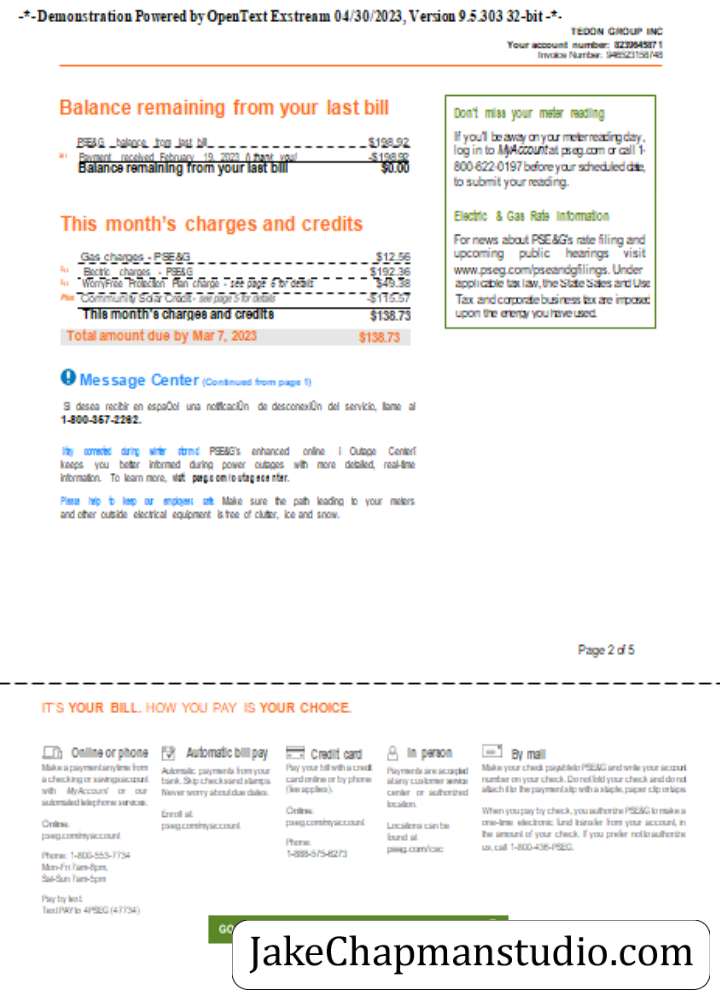 -*- Demonstration Powered by OpenText Exstream 04/30/2023, Version 9.5.303 32-bit -*-
TEDON GROUP INC
Your account number: 8239645871
Invoice Number: 946523158748
Balance remaining from your last bill
PSE&G balance from last bill $198.92
Payment received February 19, 2023 (thank you) -$198.92
Balance remaining from your last bill $0.00
This month's charges and credits
Gas charges - PSE&G $12.56
Electric charges - PSE&G $192.36
WorryFree Protection Plan charge - see page 5 for details $49.38
Community Solar Credit - see page 5 for details -$115.57
This month's charges and credits $138.73
Total amount due by Mar 7, 2023 $138.73
Message Center (Continued from page 1)
Si desea recibir en espaÒol una notificaciÛn de desconexiÛn del servicio, llame al
1-800-357-2262.
Stay connected during winter storms! PSE&G's enhanced online Outage Center
keeps you better informed during power outages with more detailed, real-time
information. To learn more, visit pseg.com/outagecenter.
Please help to keep our employees safe. Make sure the path leading to your meters
and other outside electrical equipment is free of clutter, ice and snow.
Don't miss your meter reading
If you'll be away on your meter reading day,
log in to MyAccount at pseg.com or call 1-
800-622-0197 before your scheduled date,
to submit your reading.
Electric & Gas Rate Information
For news about PSE&G's rate filing and
upcoming public hearings visit
www.pseg.com/pseandgfilings. Under
applicable tax law, the State Sales and Use
Tax and corporate business tax are imposed
upon the energy you have used.
Page 2 of 5
IT'S YOUR BILL. HOW YOU PAY IS YOUR CHOICE.
Online or phone
Make a payment anytime from
a checking or savings account
with MyAccount or our
automated telephone services.
Online:
pseg.com/myaccount
Phone: 1-800-553-7734
Mon-Fri 7am-8pm,
Sat-Sun 7am-5pm
Pay by text:
Text PAY to 4PSEG (47734)
Automatic bill pay
Automatic payments from your
bank. Skip checks and stamps.
Never worry about due dates.
Enroll at:
pseg.com/myaccount
Credit card
Pay your bill with a credit
card online or by phone
(fee applies).
Online:
pseg.com/myaccount
Phone:
1-888-575-6273
In person
Payments are accepted
at any customer service
center or authorized
location.
Locations can be
found at
pseg.com/csc
By mail
Make your check payable to PSE&G and write your account
number on your check. Do not fold your check and do not
attach it to the payment slip with a staple, paper clip or tape.
When you pay by check, you authorize PSE&G to make a
one-time electronic fund transfer from your account, in
the amount of your check. If you prefer not to authorize
us, call 1-800-436-PSEG.
GO
JakeChapmanstudio.com